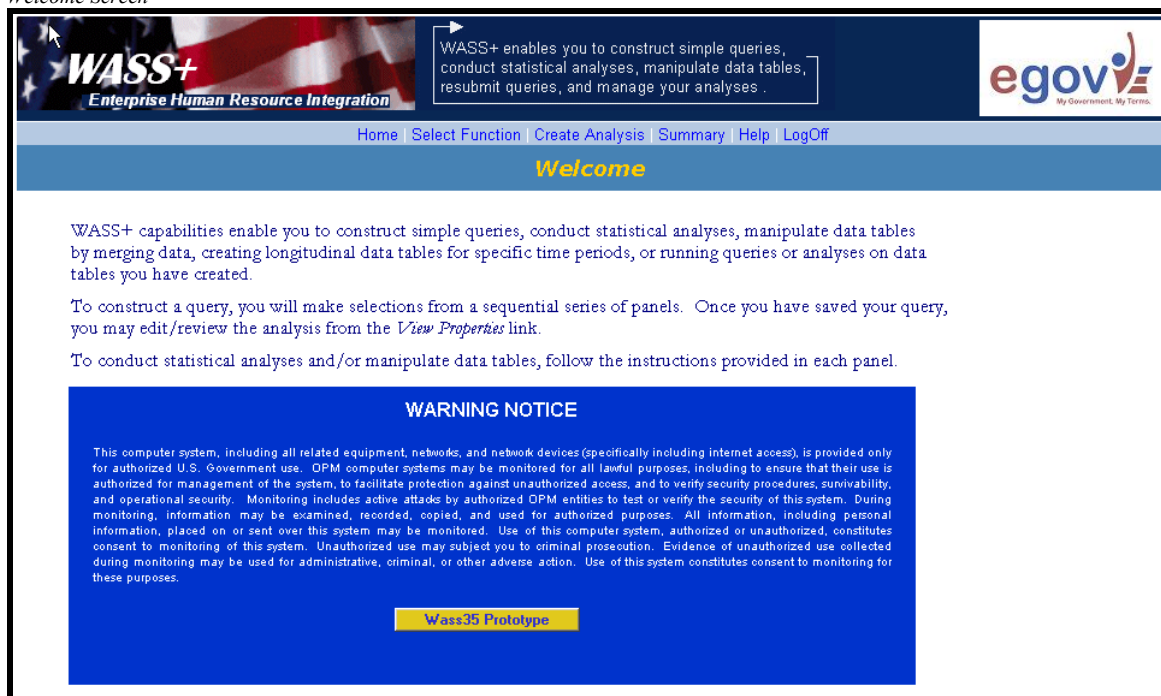 Welcome Screen
WASS+
Enterprise Human Resource Integration
WASS+ enables you to construct simple queries,
conduct statistical analyses, manipulate data tables,
resubmit queries, and manage your analyses .
egov
My Government. My Terms.
Home | Select Function | Create Analysis | Summary | Help | LogOff
Welcome
WASS+ capabilities enable you to construct simple queries, conduct statistical analyses, manipulate data tables
by merging data, creating longitudinal data tables for specific time periods, or running queries or analyses on data
tables you have created.
To construct a query, you will make selections from a sequential series of panels. Once you have saved your query,
you may edit/review the analysis from the View Properties link.
To conduct statistical analyses and/or manipulate data tables, follow the instructions provided in each panel.
WARNING NOTICE
This computer system, including all related equipment, networks, and network devices (specifically including internet access), is provided only
for authorized U.S. Government use. OPM computer systems may be monitored for all lawful purposes, including to ensure that their use is
authorized for management of the system, to facilitate protection against unauthorized access, and to verify security procedures, survivability,
and operational security. Monitoring includes active attacks by authorized OPM entities to test or verify the security of this system. During
monitoring, information may be examined, recorded, copied, and used for authorized purposes. All information, including personal
information, placed on or sent over this system may be monitored. Use of this computer system, authorized or unauthorized, constitutes
consent to monitoring of this system. Unauthorized use may subject you to criminal prosecution. Evidence of unauthorized use collected
during monitoring may be used for administrative, criminal, or other adverse action. Use of this system constitutes consent to monitoring for
these purposes.
Wass35 Prototype